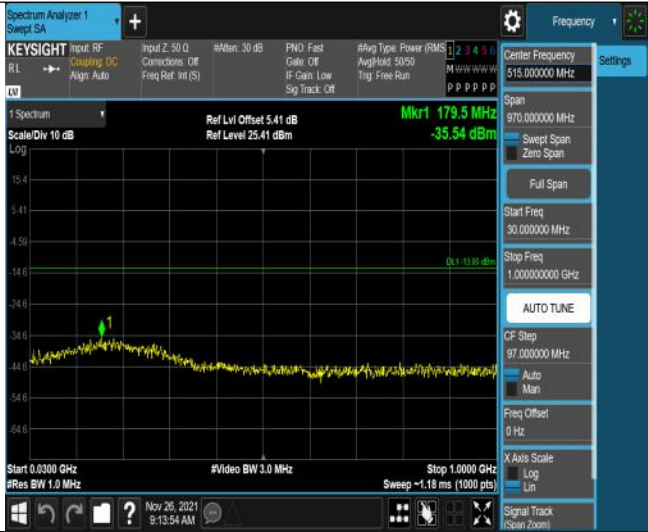 Spectrum Analyzer 1
Swept SA
+
Frequency
KEYSIGHT
RL
Input: RF
Coupling: DC
Align: Auto
Input Z: 50 Ω
Corrections: Off
Freq Ref: Int (S)
#Atten: 30 dB
PNO: Fast
Gate: Off
IF Gain: Low
Sig Track: Off
#Avg Type: Power (RMS
Avg|Hold: 50/50
Trig: Free Run
1 2 3 4 5 6
M W W W W W
P P P P P P
LV
1 Spectrum
Scale/Div 10 dB
Log
Ref Lvl Offset 5.41 dB
Ref Level 25.41 dBm
Mkr1 179.5 MHz
-35.54 dBm
15.4
5.41
-4.59
-14.6
-24.6
-34.6
-44.6
-54.6
-64.6
DL1 -13.00 dBm
1
Start 0.0300 GHz
#Res BW 1.0 MHz
#Video BW 3.0 MHz
Stop 1.0000 GHz
Sweep ~1.18 ms (1000 pts)
Nov 26, 2021
9:13:54 AM
?
Center Frequency
515.000000 MHz
Settings
Span
970.000000 MHz
Swept Span
Zero Span
Full Span
Start Freq
30.000000 MHz
Stop Freq
1.000000000 GHz
AUTO TUNE
CF Step
97.000000 MHz
Auto
Man
Freq Offset
0 Hz
X Axis Scale
Log
Lin
Signal Track
(Span Zoom)